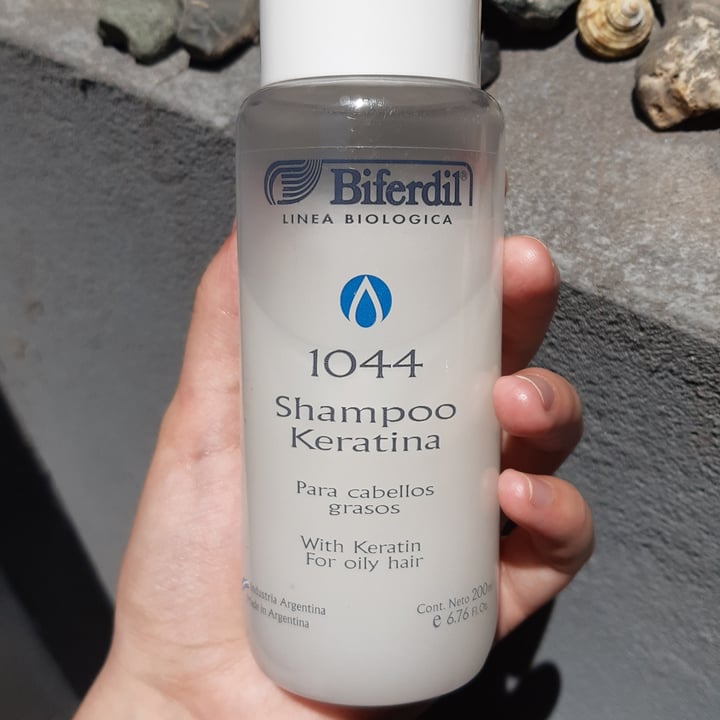 Biferdil®
LINEA BIOLOGICA
1044
Shampoo
Keratina
Para cabellos
grasos
With Keratin
For oily hair
Industria Argentina
Made in Argentina
Cont. Neto 200ml
e 6.76 Fl.Oz.